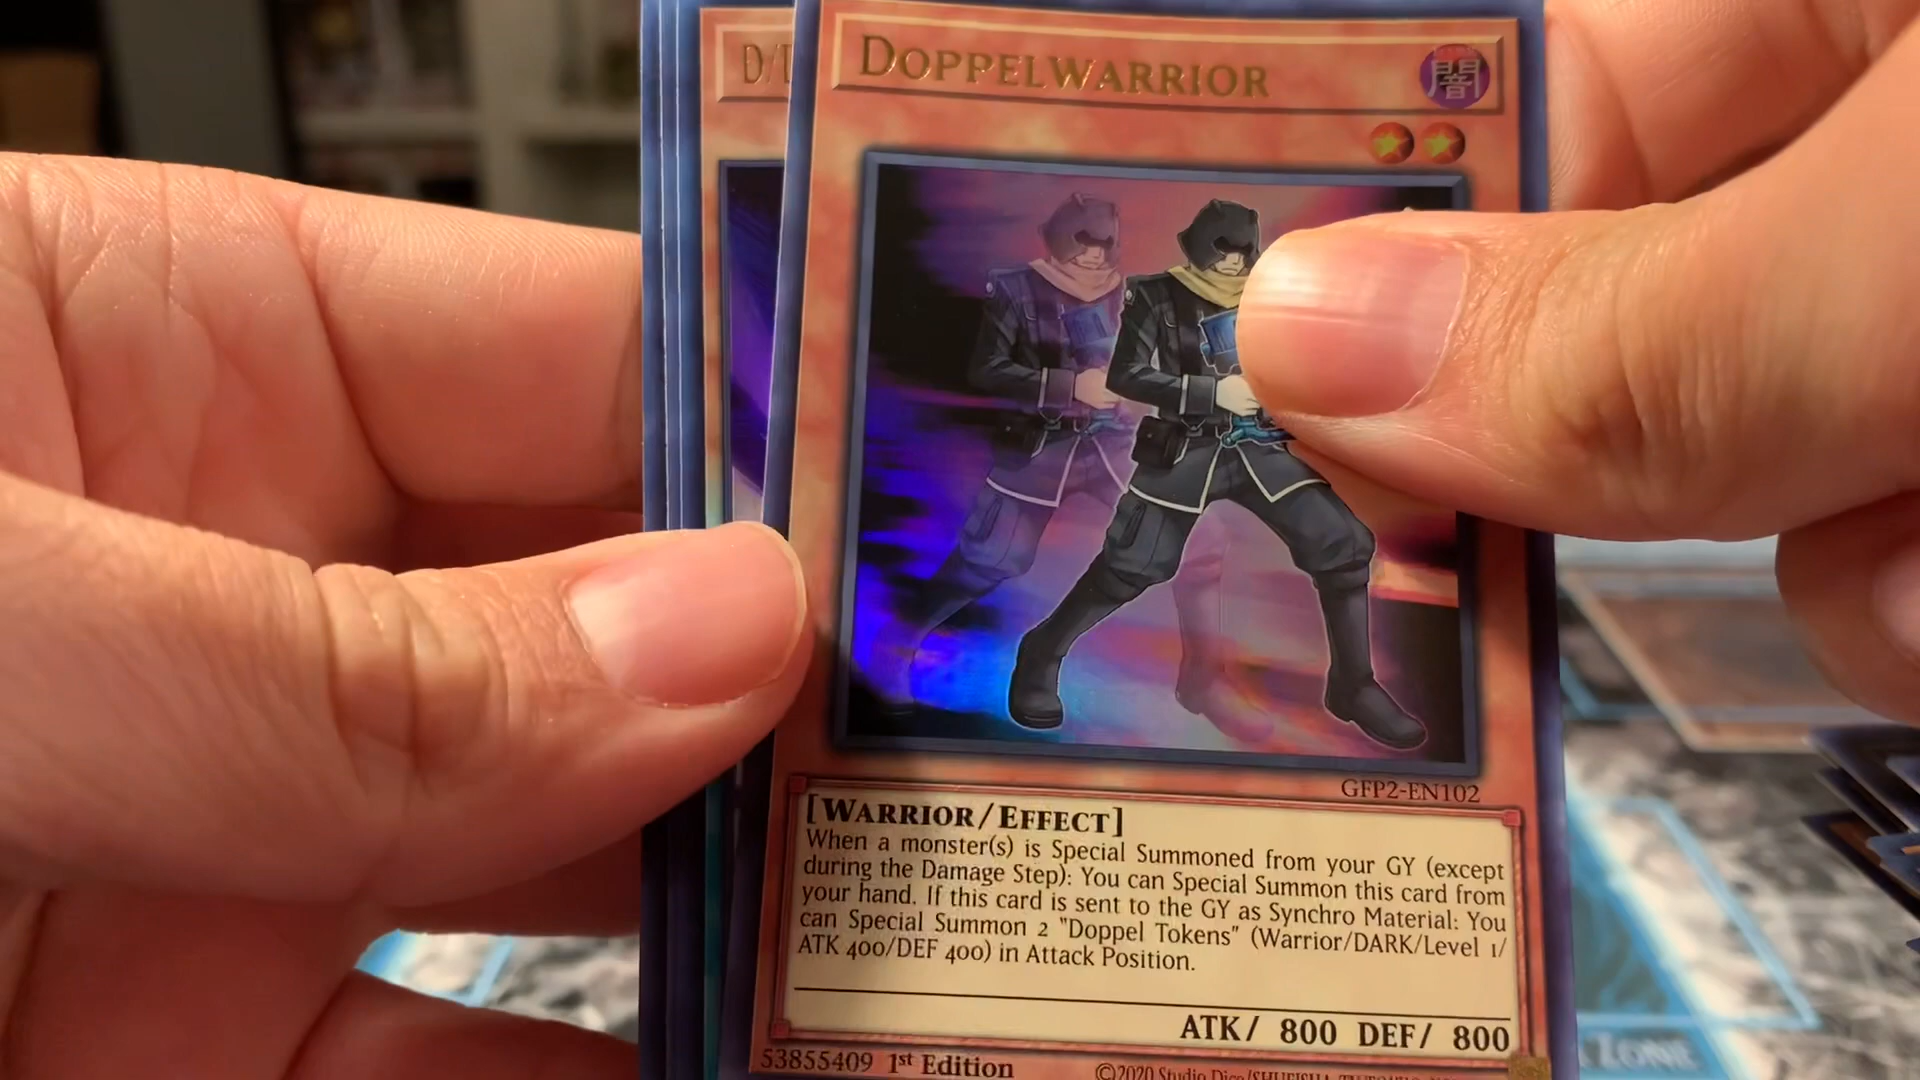 D/D
DOPPELWARRIOR
闇
GFP2-EN102
[WARRIOR/EFFECT]
When a monster(s) is Special Summoned from your GY (except
during the Damage Step): You can Special Summon this card from
your hand. If this card is sent to the GY as Synchro Material: You
can Special Summon 2 "Doppel Tokens" (Warrior/DARK/Level 1/
ATK 400/DEF 400) in Attack Position.
ATK/ 800 DEF/ 800
53855409 1st Edition
©2020 Studio Dice/SHUEISHA
ZONE